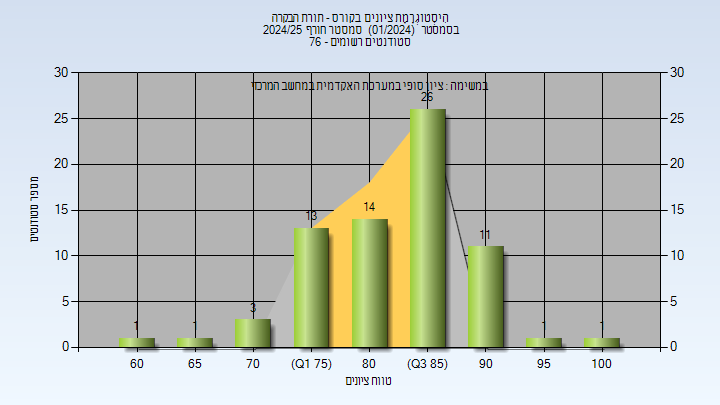 הִיסְטוֹגְרָמַת ציונים בקורס - תורת הבקרה
בסמסטר (01/2024) סמסטר חורף 2024/25
סטודנטים רשומים - 76
במשימה : ציון סופי במערכת האקדמית במחשב המרכזי
30 30
25 25
20 20
15 15
10 10
5 5
0 0
1 1 3 13 14 26 11 1 1
60 65 70 (Q1 75) 80 (Q3 85) 90 95 100
מספר סטודנטים
טווח ציונים